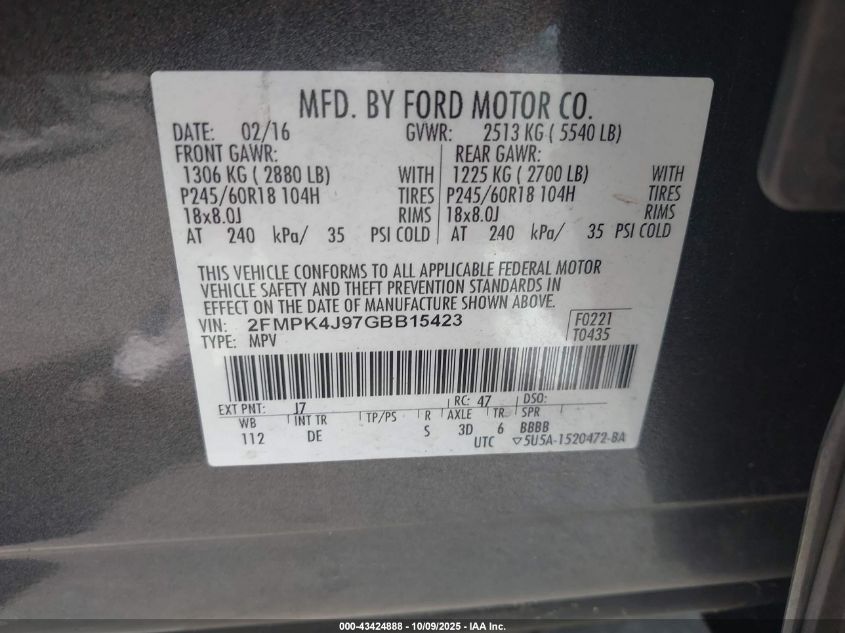 MFD. BY FORD MOTOR CO.
DATE: 02/16 GVWR: 2513 KG ( 5540 LB)
FRONT GAWR: REAR GAWR:
1306 KG ( 2880 LB) WITH 1225 KG ( 2700 LB) WITH
P245/60R18 104H TIRES P245/60R18 104H TIRES
18x8.0J RIMS 18x8.0J RIMS
AT 240 kPa/ 35 PSI COLD AT 240 kPa/ 35 PSI COLD
THIS VEHICLE CONFORMS TO ALL APPLICABLE FEDERAL MOTOR
VEHICLE SAFETY AND THEFT PREVENTION STANDARDS IN
EFFECT ON THE DATE OF MANUFACTURE SHOWN ABOVE.
VIN: 2FMPK4J97GBB15423 F0221
TYPE: MPV T0435
EXT PNT: J7 RC: 47 DSO:
WB INT TR TP/PS R AXLE TR SPR
112 DE S 3D 6 BBBB
UTC ▽5U5A-1520472-BA
000-43424888 - 10/09/2025 - IAA Inc.